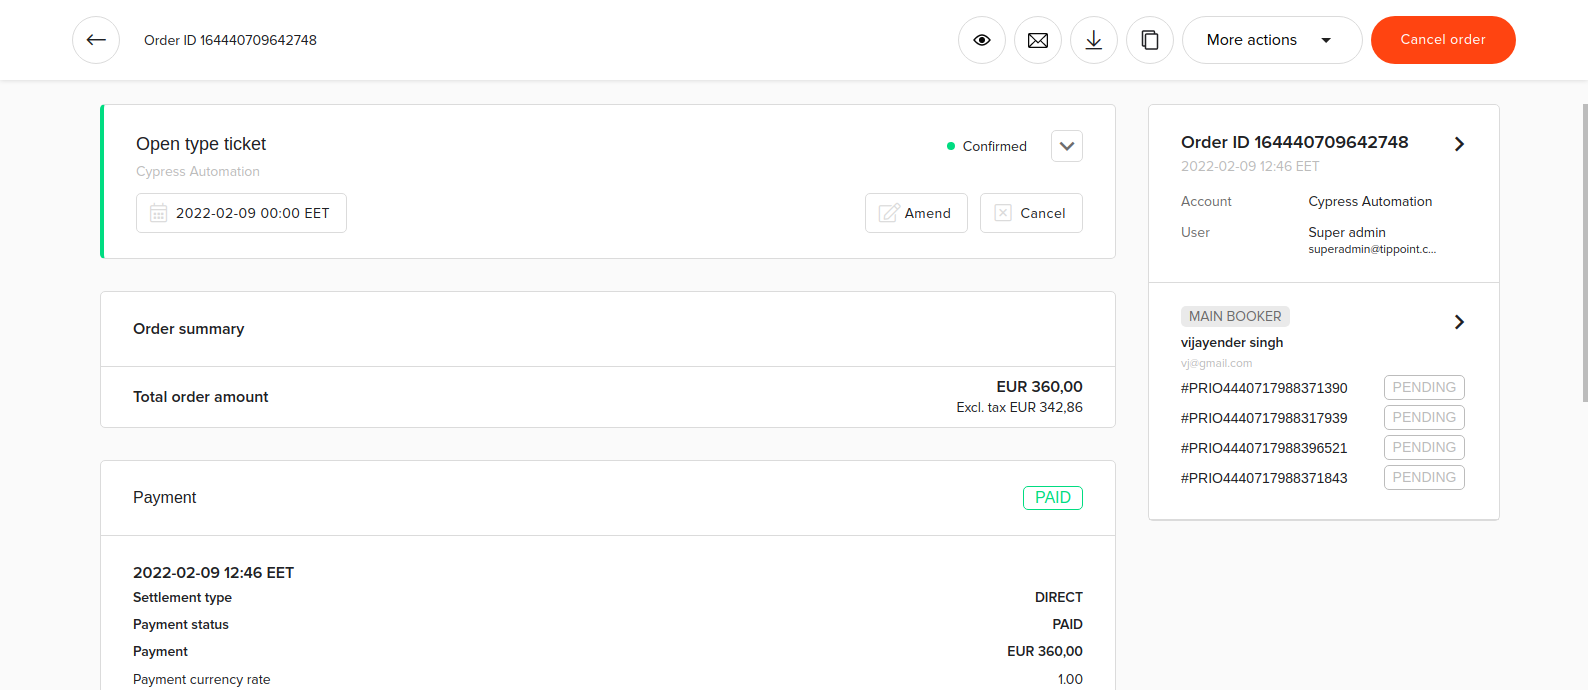 Order ID 164440709642748
More actions
Cancel order
Open type ticket
Confirmed
Cypress Automation
2022-02-09 00:00 EET
Amend
Cancel
Order summary
Total order amount
EUR 360,00
Excl. tax EUR 342,86
Payment
PAID
2022-02-09 12:46 EET
Settlement type DIRECT
Payment status PAID
Payment EUR 360,00
Payment currency rate 1.00
Order ID 164440709642748
2022-02-09 12:46 EET
Account Cypress Automation
User Super admin
superadmin@tippoint.c...
MAIN BOOKER
vijayender singh
vj@gmail.com
#PRIO4440717988371390 PENDING
#PRIO4440717988317939 PENDING
#PRIO4440717988396521 PENDING
#PRIO4440717988371843 PENDING